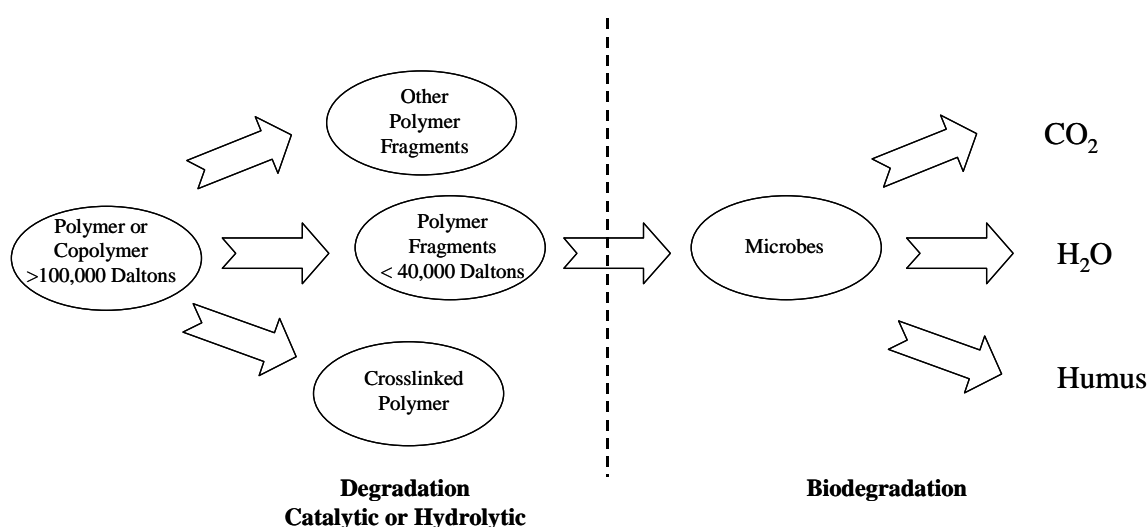 Other
Polymer
Fragments
Polymer or
Copolymer
>100,000 Daltons
Polymer
Fragments
< 40,000 Daltons
Crosslinked
Polymer
Degradation
Catalytic or Hydrolytic
Microbes
CO₂
H₂O
Humus
Biodegradation